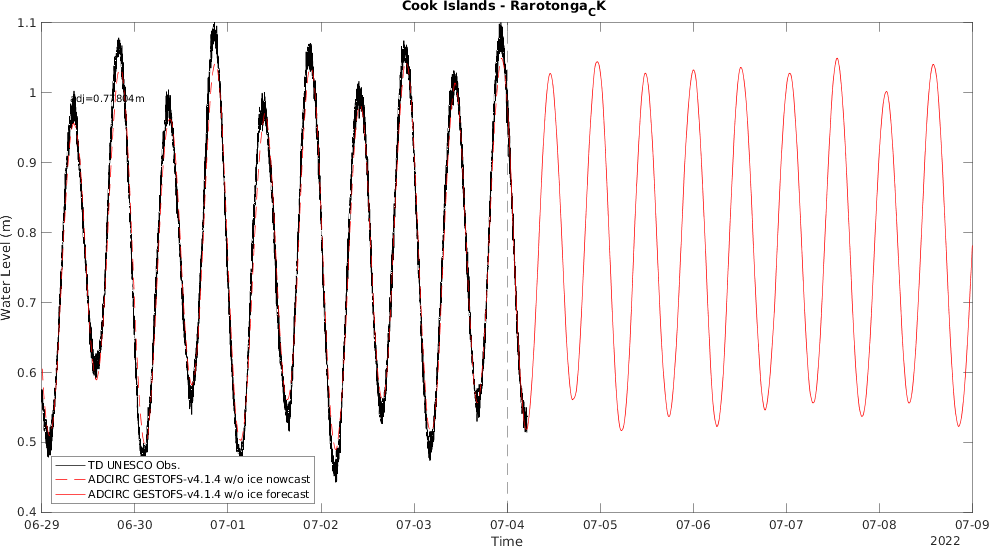 Cook Islands - Rarotonga_CK
1.1
1
0.9
0.8
0.7
0.6
0.5
0.4
Water Level (m)
adj=0.77804m
TD UNESCO Obs.
ADCIRC GESTOFS-v4.1.4 w/o ice nowcast
ADCIRC GESTOFS-v4.1.4 w/o ice forecast
06-29 06-30 07-01 07-02 07-03 07-04 07-05 07-06 07-07 07-08 07-09
Time
2022